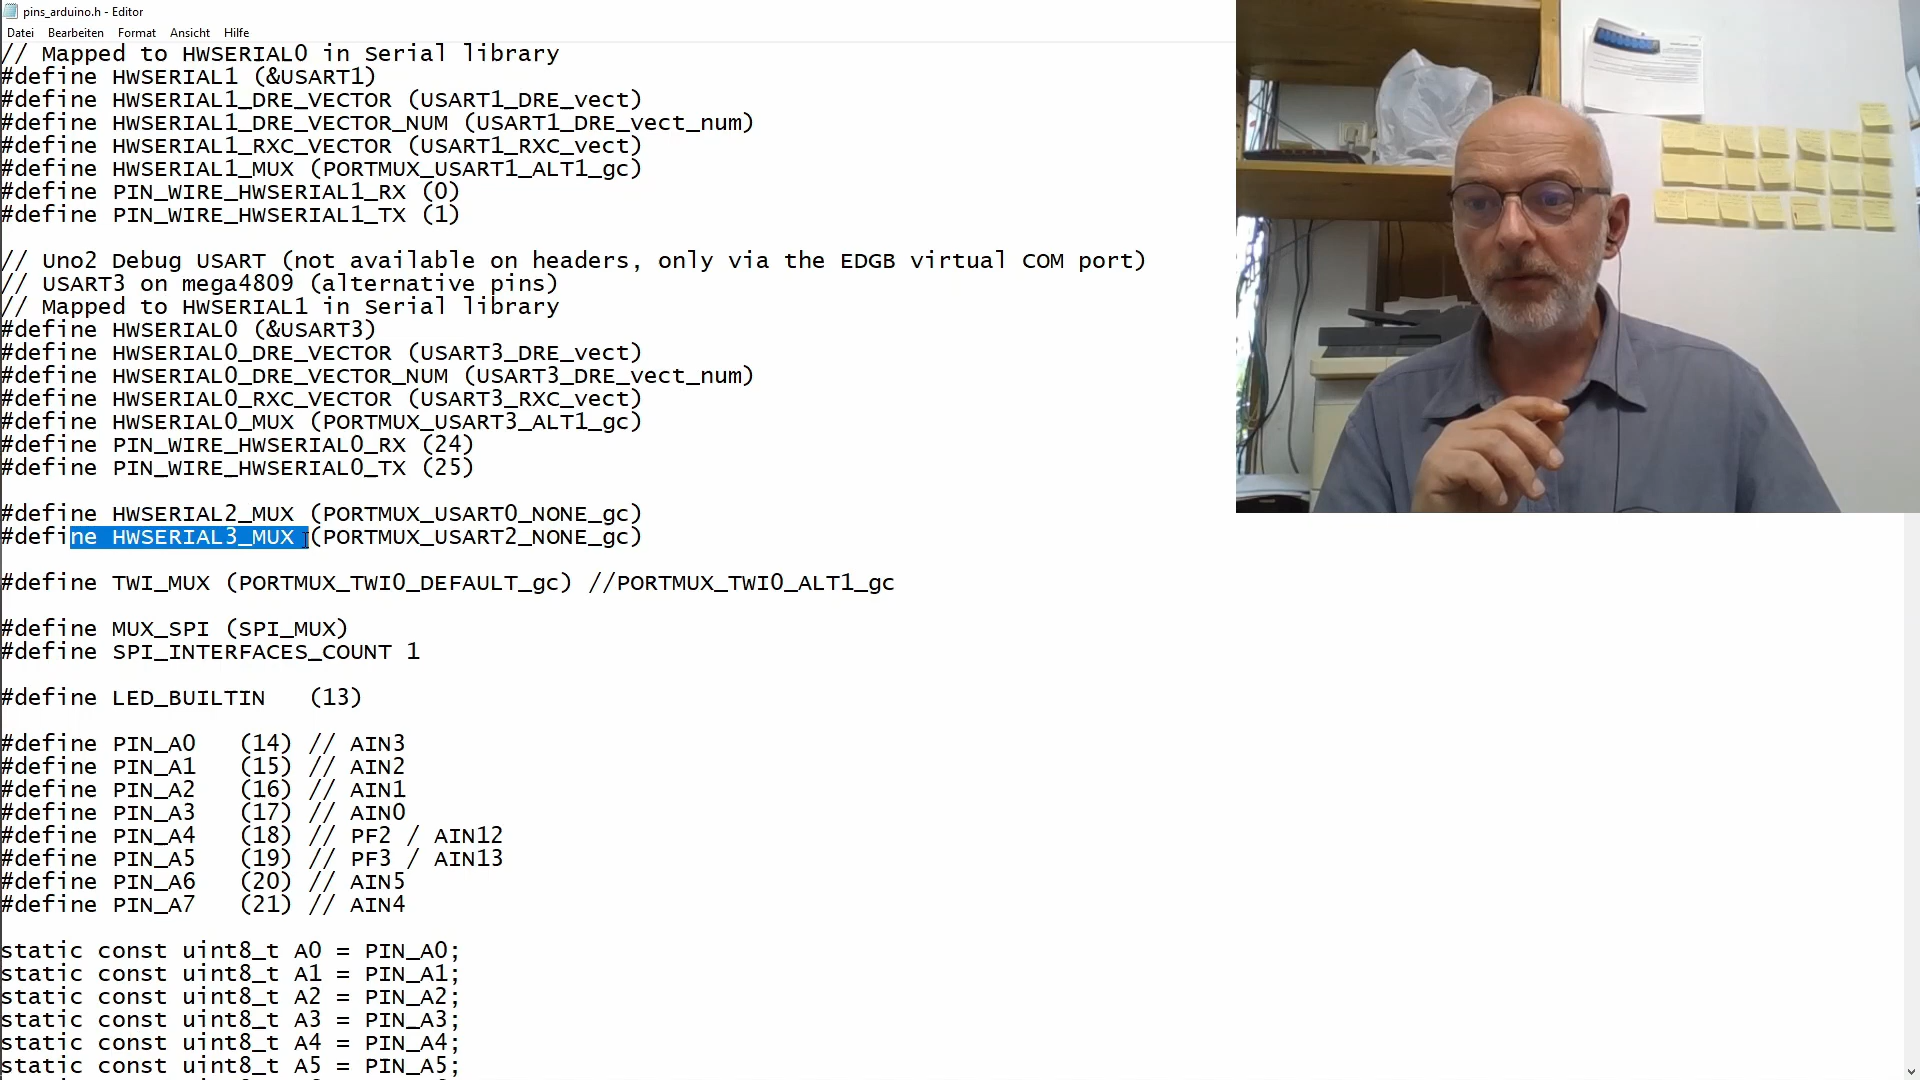 pins_arduino.h - Editor
Datei Bearbeiten Format Ansicht Hilfe
// Mapped to HWSERIAL0 in Serial library
#define HWSERIAL1 (&USART1)
#define HWSERIAL1_DRE_VECTOR (USART1_DRE_vect)
#define HWSERIAL1_DRE_VECTOR_NUM (USART1_DRE_vect_num)
#define HWSERIAL1_RXC_VECTOR (USART1_RXC_vect)
#define HWSERIAL1_MUX (PORTMUX_USART1_ALT1_gc)
#define PIN_WIRE_HWSERIAL1_RX (0)
#define PIN_WIRE_HWSERIAL1_TX (1)
// Uno2 Debug USART (not available on headers, only via the EDGB virtual COM port)
// USART3 on mega4809 (alternative pins)
// Mapped to HWSERIAL1 in Serial library
#define HWSERIAL0 (&USART3)
#define HWSERIAL0_DRE_VECTOR (USART3_DRE_vect)
#define HWSERIAL0_DRE_VECTOR_NUM (USART3_DRE_vect_num)
#define HWSERIAL0_RXC_VECTOR (USART3_RXC_vect)
#define HWSERIAL0_MUX (PORTMUX_USART3_ALT1_gc)
#define PIN_WIRE_HWSERIAL0_RX (24)
#define PIN_WIRE_HWSERIAL0_TX (25)
#define HWSERIAL2_MUX (PORTMUX_USART0_NONE_gc)
#define HWSERIAL3_MUX (PORTMUX_USART2_NONE_gc)
#define TWI_MUX (PORTMUX_TWI0_DEFAULT_gc) //PORTMUX_TWI0_ALT1_gc
#define MUX_SPI (SPI_MUX)
#define SPI_INTERFACES_COUNT 1
#define LED_BUILTIN (13)
#define PIN_A0 (14) // AIN3
#define PIN_A1 (15) // AIN2
#define PIN_A2 (16) // AIN1
#define PIN_A3 (17) // AIN0
#define PIN_A4 (18) // PF2 / AIN12
#define PIN_A5 (19) // PF3 / AIN13
#define PIN_A6 (20) // AIN5
#define PIN_A7 (21) // AIN4
static const uint8_t A0 = PIN_A0;
static const uint8_t A1 = PIN_A1;
static const uint8_t A2 = PIN_A2;
static const uint8_t A3 = PIN_A3;
static const uint8_t A4 = PIN_A4;
static const uint8_t A5 = PIN_A5;